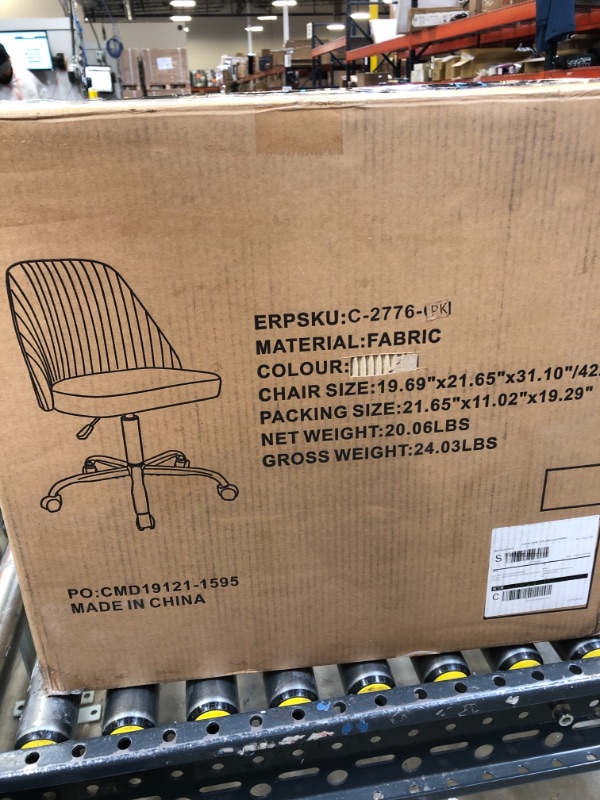 ERPSKU:C-2776-PK
MATERIAL:FABRIC
COLOUR:
CHAIR SIZE:19.69"x21.65"x31.10"/42.
PACKING SIZE:21.65"x11.02"x19.29"
NET WEIGHT:20.06LBS
GROSS WEIGHT:24.03LBS
S
C
PO:CMD19121-1595
MADE IN CHINA